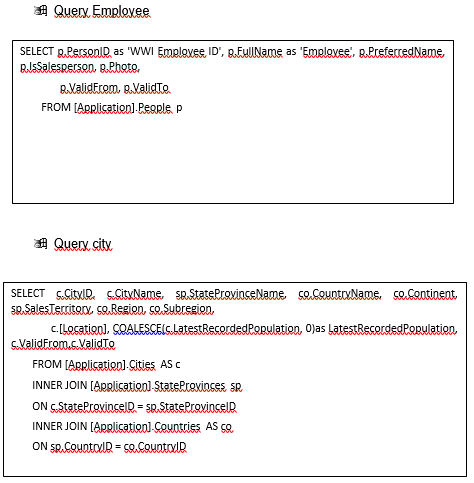 Query Employee
SELECT p.PersonID as 'WWI Employee ID', p.FullName as 'Employee', p.PreferredName,
p.IsSalesperson, p.Photo,
p.ValidFrom, p.ValidTo
FROM [Application].People p
Query city
SELECT c.CityID, c.CityName, sp.StateProvinceName, co.CountryName, co.Continent,
sp.SalesTerritory, co.Region, co.Subregion,
c.[Location], COALESCE(c.LatestRecordedPopulation, 0)as LatestRecordedPopulation,
c.ValidFrom,c.ValidTo
FROM [Application].Cities AS c
INNER JOIN [Application].StateProvinces sp
ON c.StateProvinceID = sp.StateProvinceID
INNER JOIN [Application].Countries AS co
ON sp.CountryID = co.CountryID